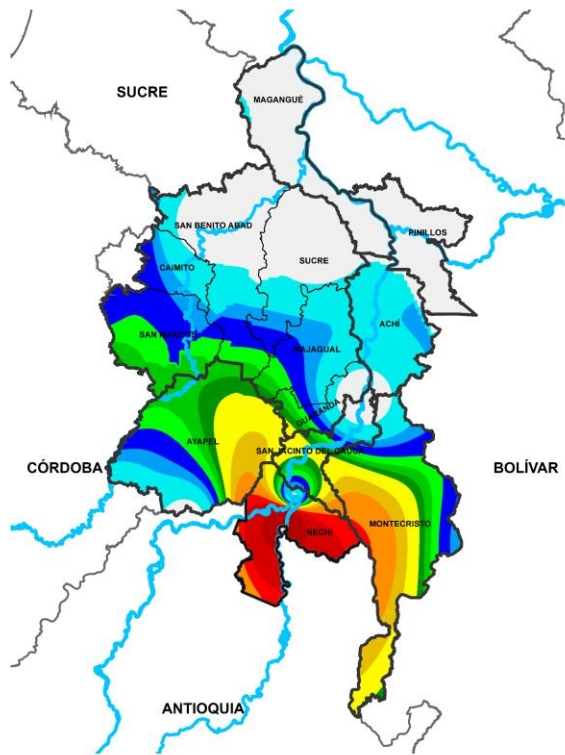 SUCRE
MAGANGUÉ
SAN BENITO ABAD
PINILLOS
SUCRE
CAIMITO
ACHÍ
SAN MARCOS
MAJAGUAL
GUARANDA
AYAPEL
SAN JACINTO DEL CAUCA
CÓRDOBA
BOLÍVAR
MONTECRISTO
NECHÍ
ANTIOQUIA